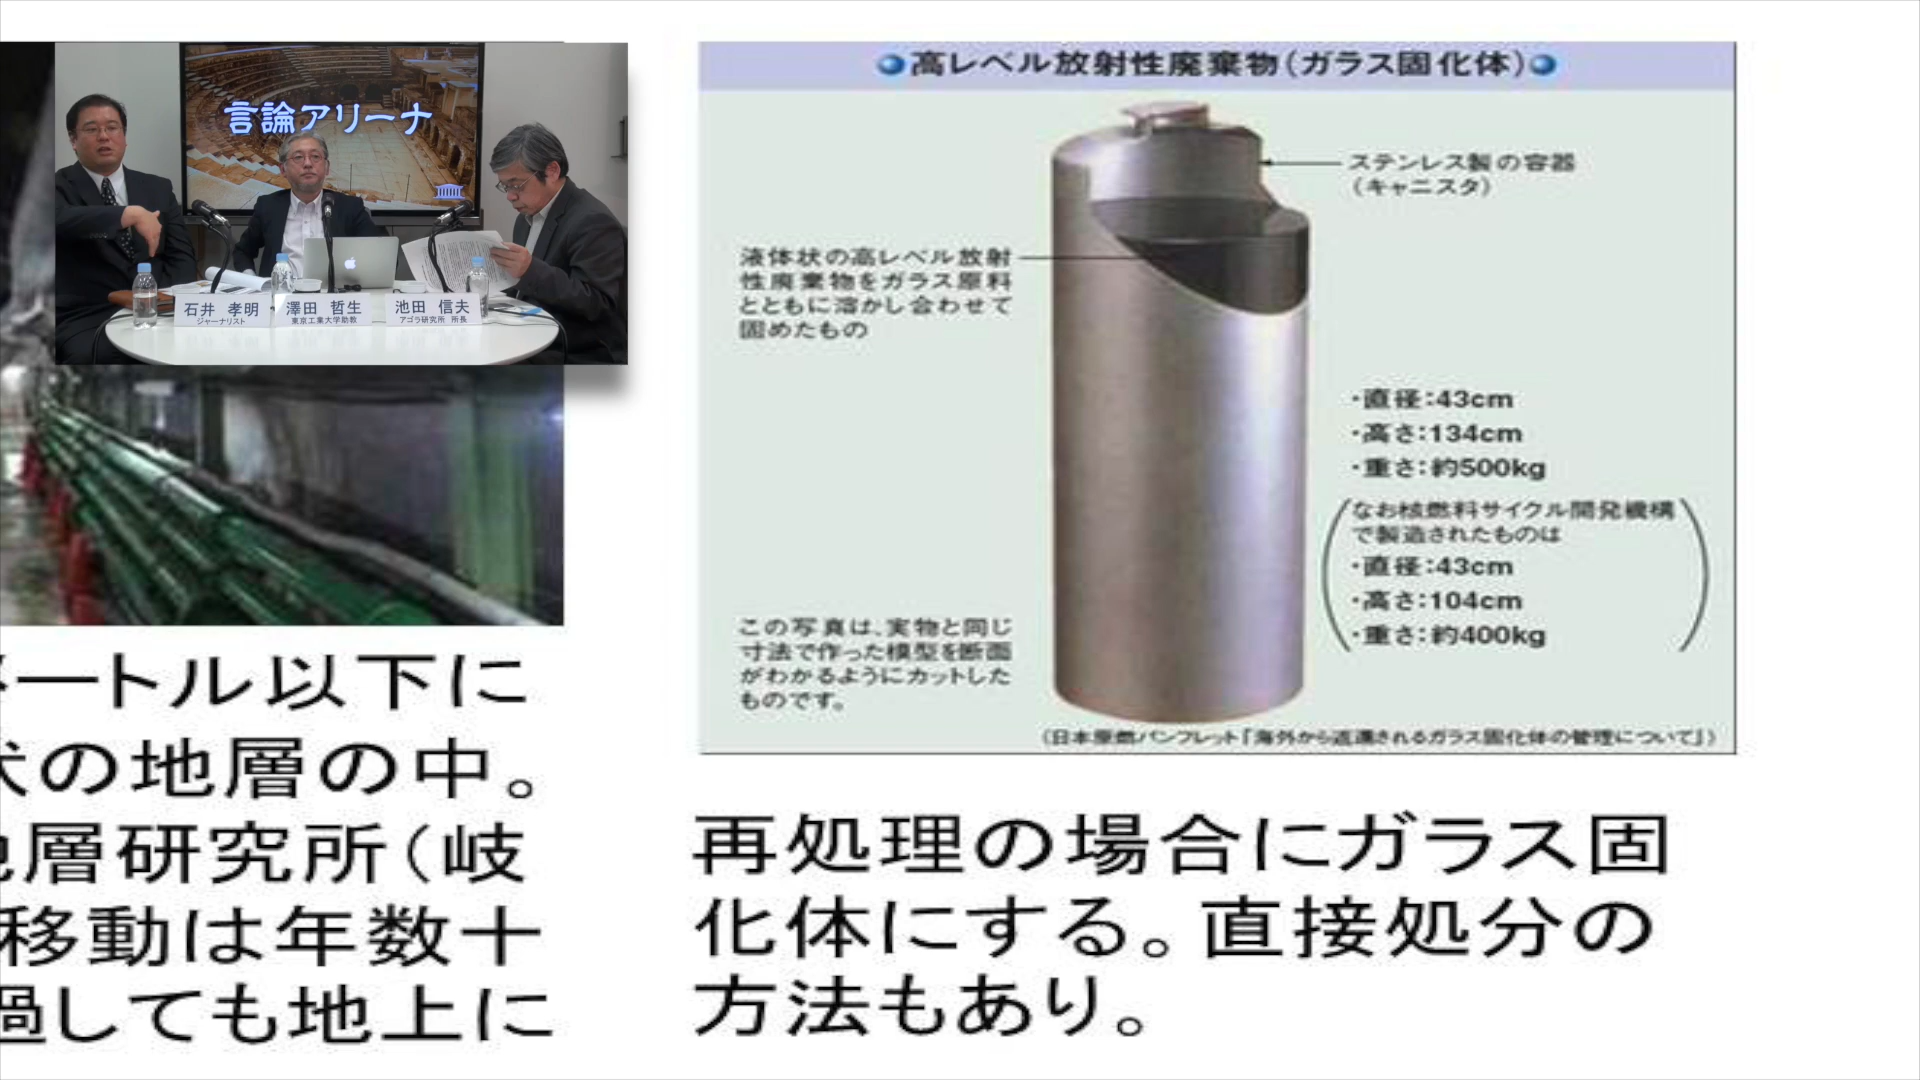 言論アリーナ
石井 孝明
ジャーナリスト
澤田 哲生
東京工業大学助教
池田 信夫
アゴラ研究所 所長
ートル以下に
の地層の中。
層研究所(岐
移動は年数十
過しても地上に
高レベル放射性廃棄物(ガラス固化体)
ステンレス製の容器
(キャニスタ)
液体状の高レベル放射
性廃棄物をガラス原料
とともに溶かし合わせて
固めたもの
・直径:43cm
・高さ:134cm
・重さ:約500kg
なお核燃料サイクル開発機構
で製造されたものは
・直径:43cm
・高さ:104cm
・重さ:約400kg
この写真は、実物と同じ
寸法で作った模型を断面
がわかるようにカットした
ものです。
(日本原燃パンフレット『海外から返還されるガラス固化体の管理について』)
再処理の場合にガラス固
化体にする。直接処分の
方法もあり。